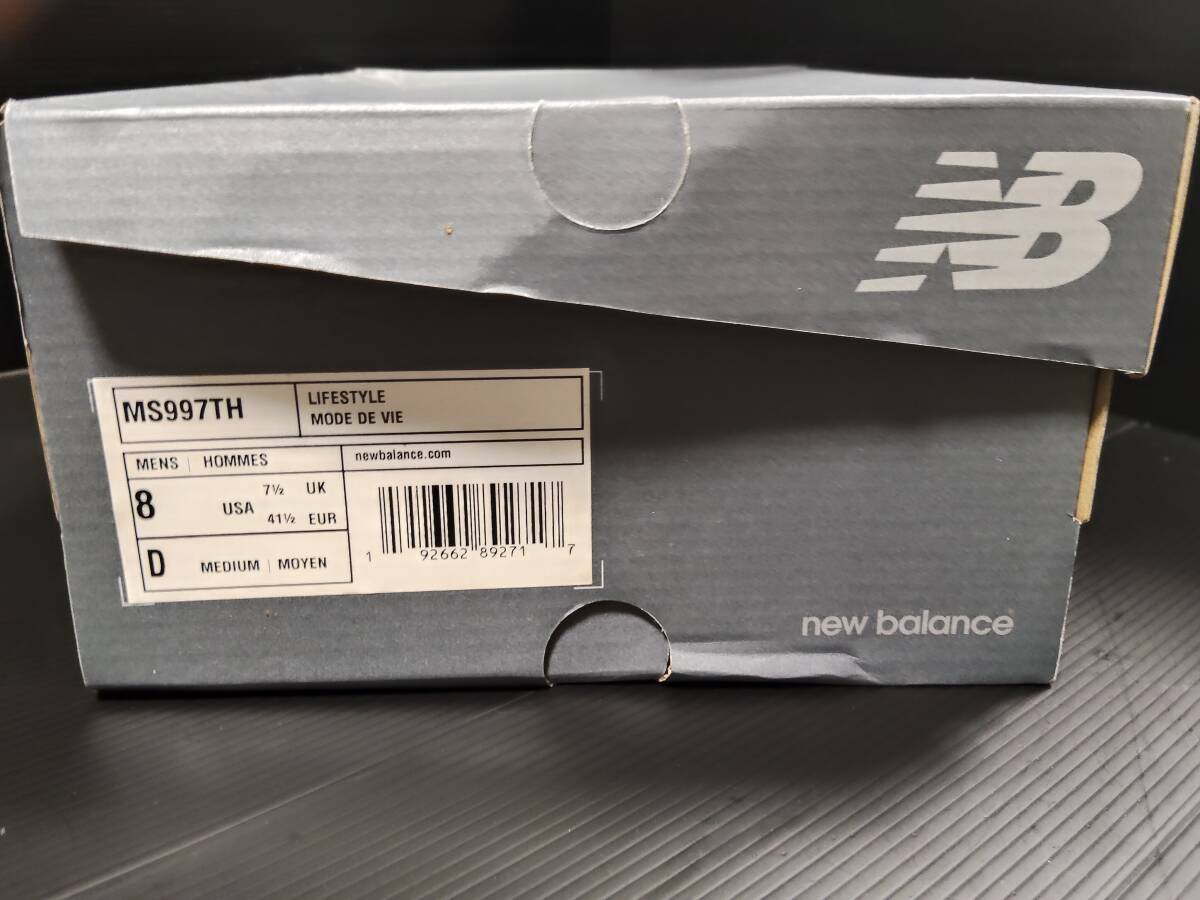 NB
MS997TH
LIFESTYLE
MODE DE VIE
MENS | HOMMES
newbalance.com
8 USA 7½ UK
41½ EUR
D MEDIUM | MOYEN
1 92662 89271 7
new balance